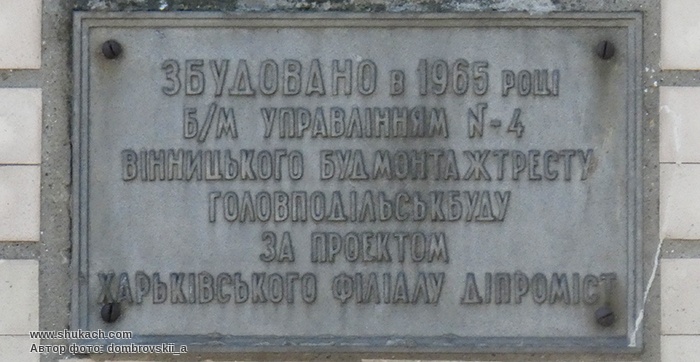 ЗБУДОВАНО в 1965 РОЦІ
Б/М УПРАВЛІННЯМ №-4
ВІННИЦЬКОГО БУДМОНТАЖТРЕСТУ
ГОЛОВПОДІЛЬСЬКБУДУ
ЗА ПРОЕКТОМ
ХАРЬКІВСЬКОГО ФІЛІАЛУ ДІПРОМІСТ
www.shukach.com
Автор фото: dombrovskii_a